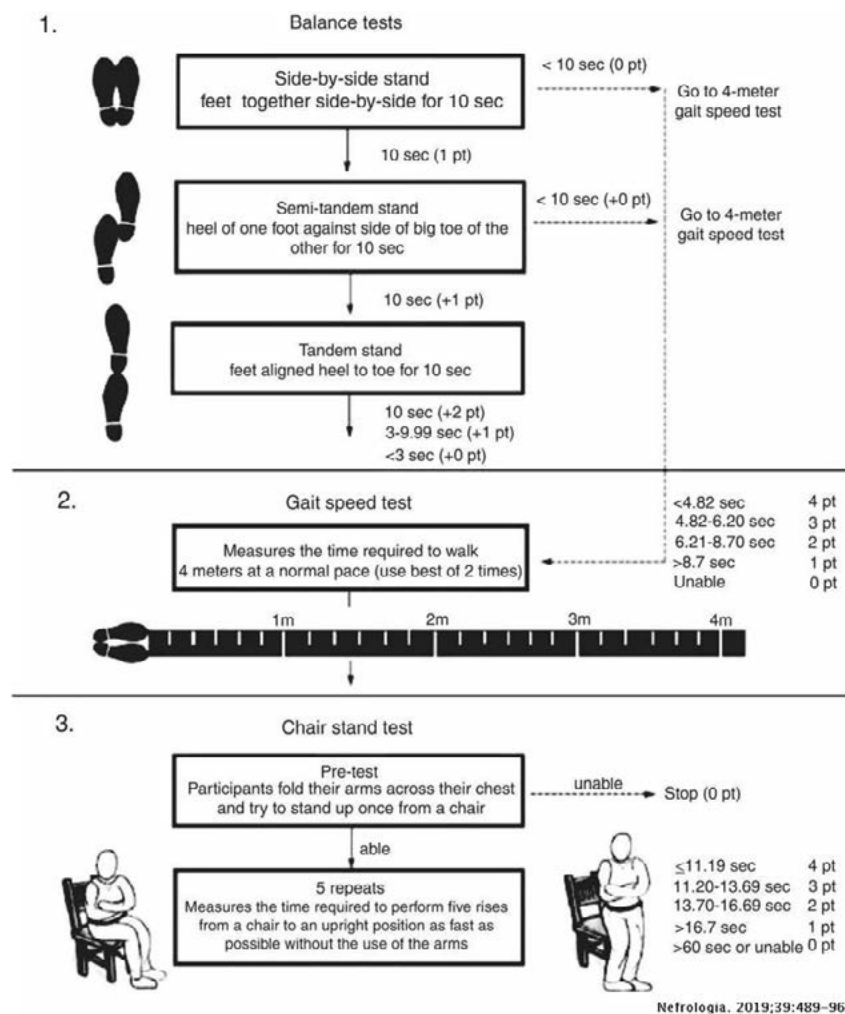 1.
Balance tests
Side-by-side stand
feet together side-by-side for 10 sec
< 10 sec (0 pt)
Go to 4-meter
gait speed test
10 sec (1 pt)
Semi-tandem stand
heel of one foot against side of big toe of the
other for 10 sec
< 10 sec (+0 pt)
Go to 4-meter
gait speed test
10 sec (+1 pt)
Tandem stand
feet aligned heel to toe for 10 sec
10 sec (+2 pt)
3-9.99 sec (+1 pt)
<3 sec (+0 pt)
2.
Gait speed test
Measures the time required to walk
4 meters at a normal pace (use best of 2 times)
<4.82 sec 4 pt
4.82-6.20 sec 3 pt
6.21-8.70 sec 2 pt
>8.7 sec 1 pt
Unable 0 pt
1m 2m 3m 4m
3.
Chair stand test
Pre-test
Participants fold their arms across their chest
and try to stand up once from a chair
unable
Stop (0 pt)
able
5 repeats
Measures the time required to perform five rises
from a chair to an upright position as fast as
possible without the use of the arms
≤11.19 sec 4 pt
11.20-13.69 sec 3 pt
13.70-16.69 sec 2 pt
>16.7 sec 1 pt
>60 sec or unable 0 pt
Nefrologia. 2019;39:489-96